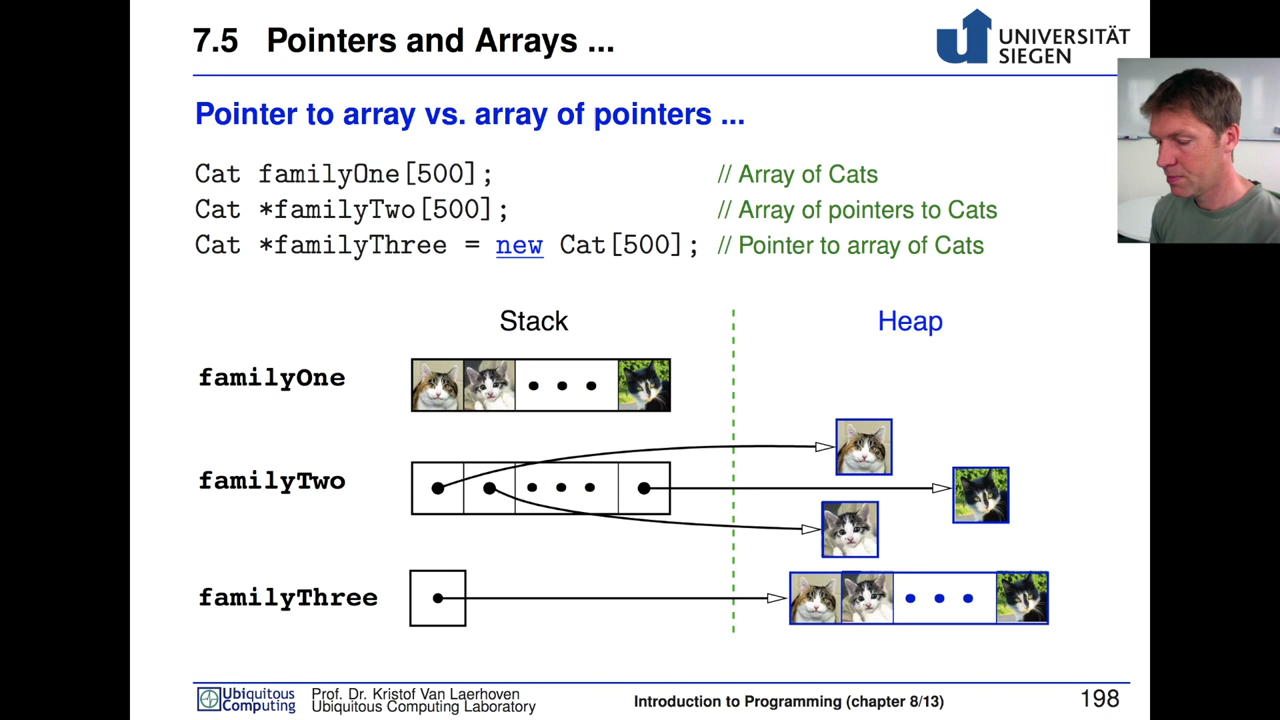 7.5 Pointers and Arrays ...
UNIVERSITÄT
SIEGEN
Pointer to array vs. array of pointers ...
Cat familyOne[500]; // Array of Cats
Cat *familyTwo[500]; // Array of pointers to Cats
Cat *familyThree = new Cat[500]; // Pointer to array of Cats
Stack Heap
familyOne
familyTwo
familyThree
Ubiquitous
Computing
Prof. Dr. Kristof Van Laerhoven
Ubiquitous Computing Laboratory
Introduction to Programming (chapter 8/13)
198